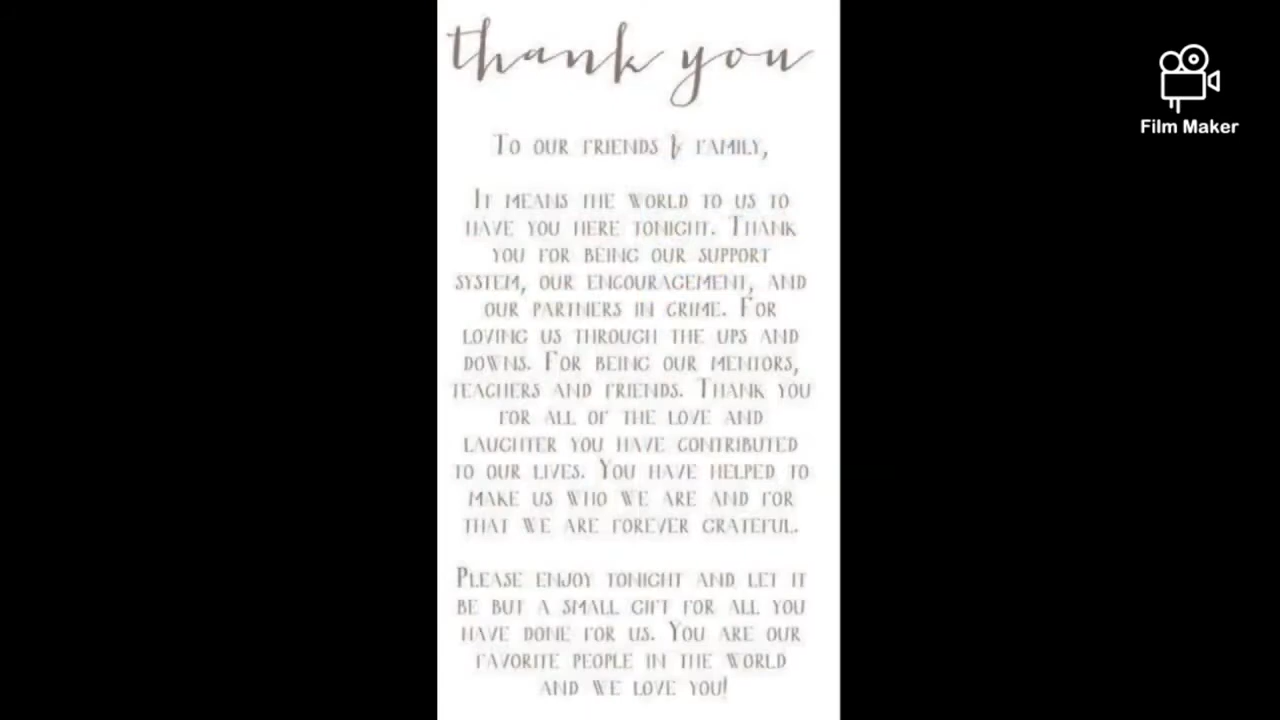 thank you
To our friends & family,
It means the world to us to
have you here tonight. Thank
you for being our support
system, our encouragement, and
our partners in crime. For
loving us through the ups and
downs. For being our mentors,
teachers and friends. Thank you
for all of the love and
laughter you have contributed
to our lives. You have helped to
make us who we are and for
that we are forever grateful.
Please enjoy tonight and let it
be but a small gift for all you
have done for us. You are our
favorite people in the world
and we love you!
Film Maker